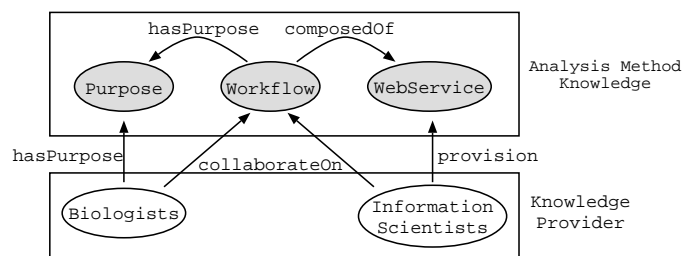 hasPurpose
composedOf
Purpose
Workflow
WebService
Analysis Method
Knowledge
hasPurpose
collaborateOn
provision
Biologists
Information
Scientists
Knowledge
Provider